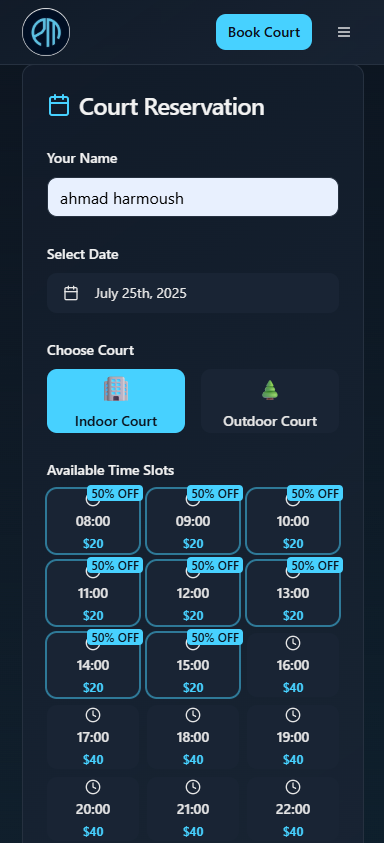 PM
Book Court
Court Reservation
Your Name
ahmad harmoush
Select Date
July 25th, 2025
Choose Court
Indoor Court
Outdoor Court
Available Time Slots
50% OFF 50% OFF 50% OFF
08:00 09:00 10:00
$20 $20 $20
50% OFF 50% OFF 50% OFF
11:00 12:00 13:00
$20 $20 $20
50% OFF 50% OFF
14:00 15:00 16:00
$20 $20 $40
17:00 18:00 19:00
$40 $40 $40
20:00 21:00 22:00
$40 $40 $40